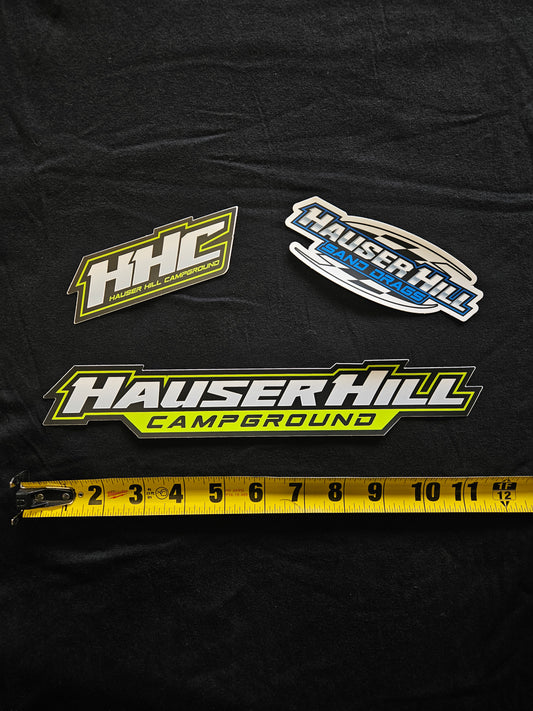 HHC
HAUSER HILL CAMPGROUND
HAUSER HILL
SAND DRAGS
HAUSER HILL
CAMPGROUND
2 3 4 5 6 7 8 9 10 11 1F 12